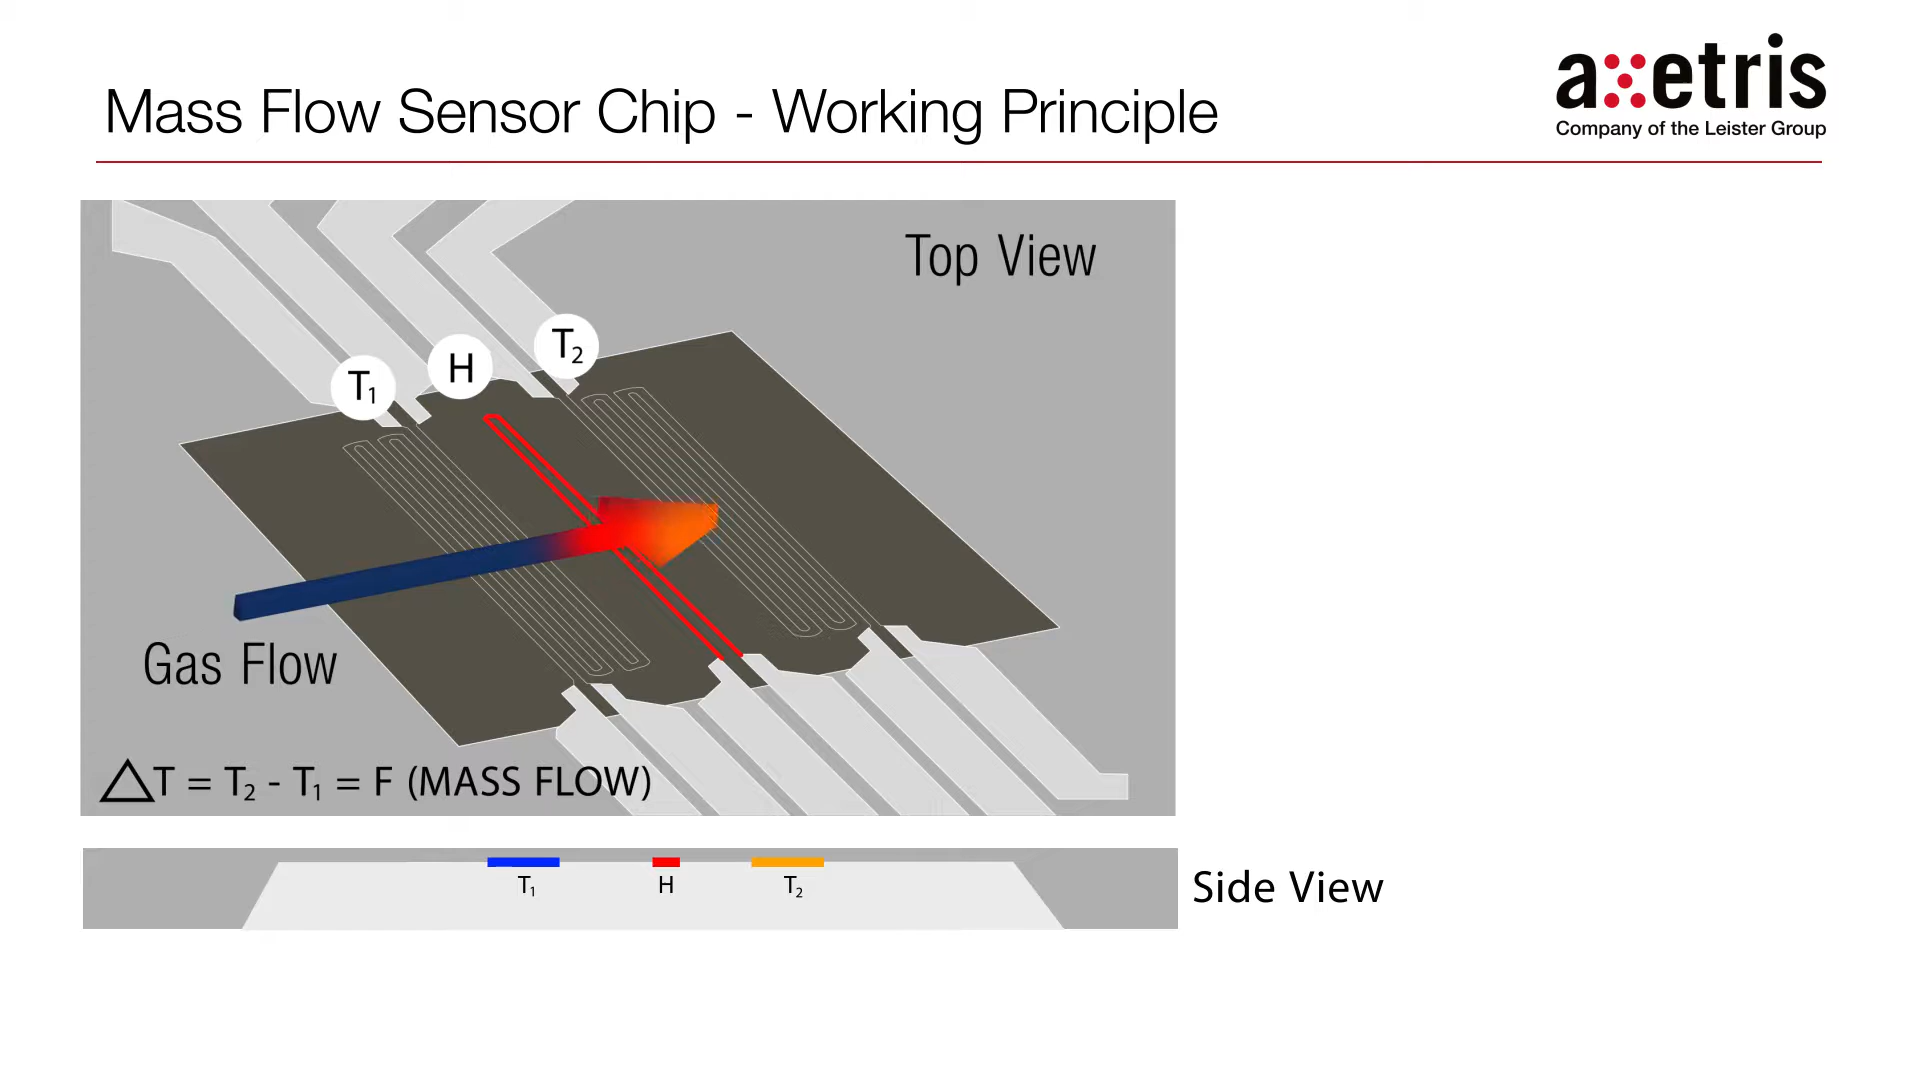 Mass Flow Sensor Chip - Working Principle
axetris
Company of the Leister Group
Top View
T₁
H
T₂
Gas Flow
△T = T₂ - T₁ = F (MASS FLOW)
T₁ H T₂
Side View